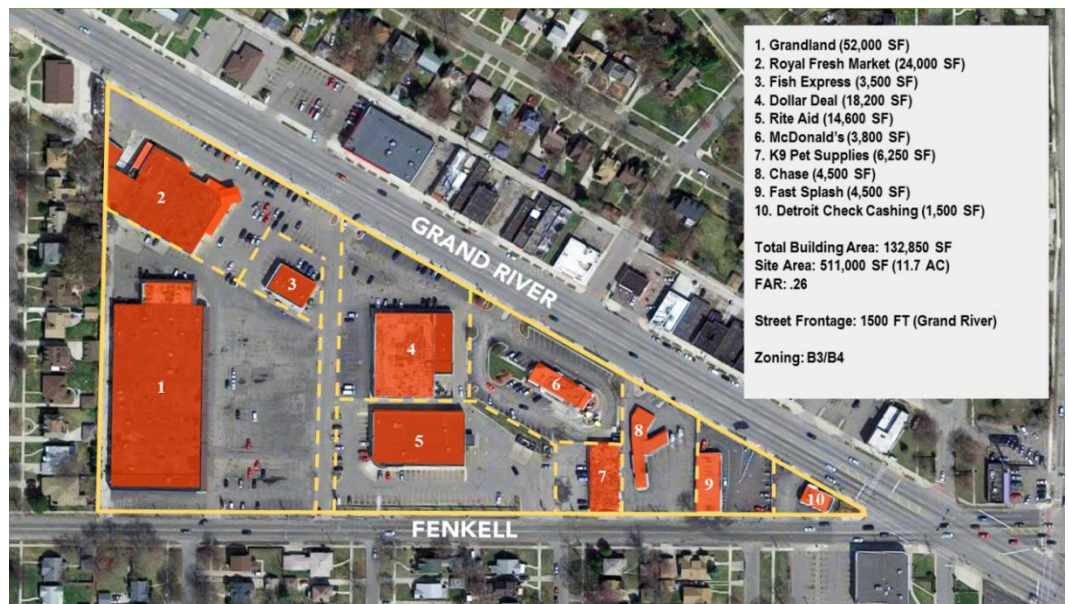 1. Grandland (52,000 SF)
2. Royal Fresh Market (24,000 SF)
3. Fish Express (3,500 SF)
4. Dollar Deal (18,200 SF)
5. Rite Aid (14,600 SF)
6. McDonald's (3,800 SF)
7. K9 Pet Supplies (6,250 SF)
8. Chase (4,500 SF)
9. Fast Splash (4,500 SF)
10. Detroit Check Cashing (1,500 SF)
Total Building Area: 132,850 SF
Site Area: 511,000 SF (11.7 AC)
FAR: .26
Street Frontage: 1500 FT (Grand River)
Zoning: B3/B4
2
GRAND RIVER
3
4
1
6
5
8
7
9
10
FENKELL